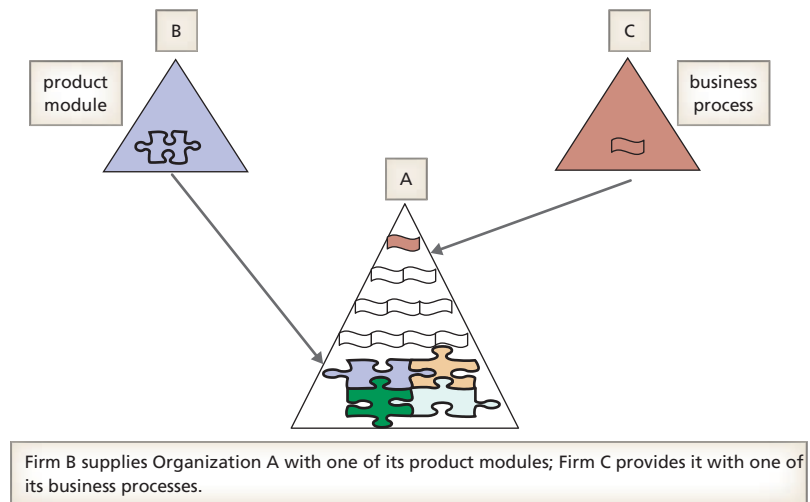 B
C
product
module
business
process
A
Firm B supplies Organization A with one of its product modules; Firm C provides it with one of
its business processes.